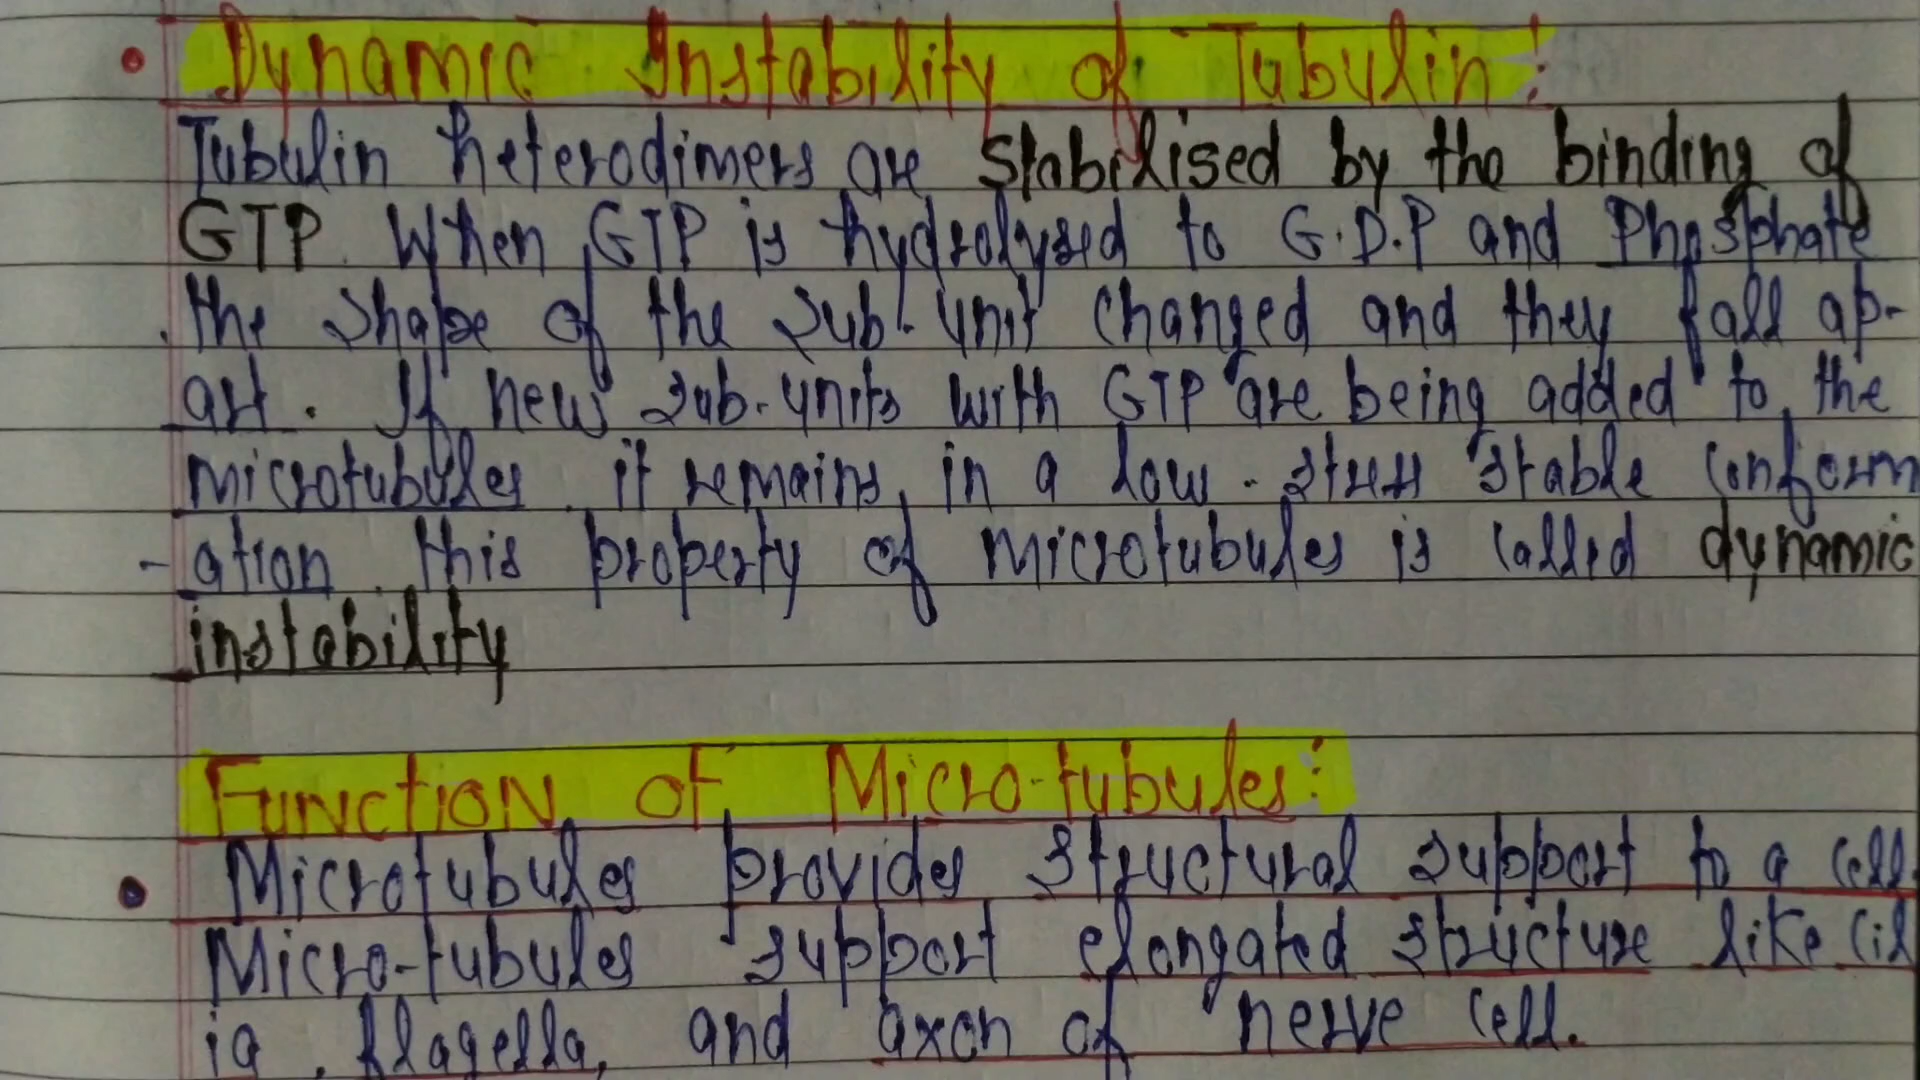 • Dynamic Instability of Tubulin:
Tubulin heterodimers are stabilised by the binding of
GTP. When GTP is hydrolysed to G.D.P and Phosphate
the shape of the sub-unit changed and they fall ap-
art. If new sub-units with GTP are being added to the
microtubules it remains in a low-stress stable conform
-ation this property of microtubules is called dynamic
instability
Function of Micro-tubules:
• Microtubules provides structural support to a cell.
Micro-tubules support elongated structure like cil
ia, flagella, and axon of nerve cell.